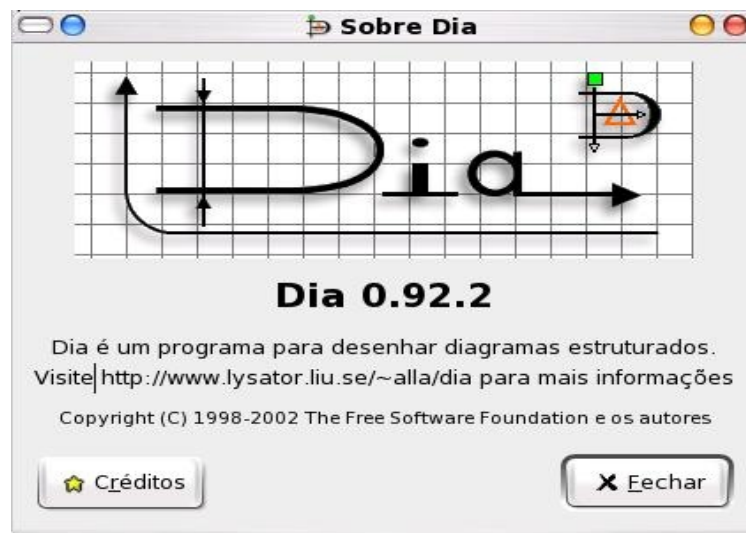 Sobre Dia
Dia
Dia 0.92.2
Dia é um programa para desenhar diagramas estruturados.
Visite http://www.lysator.liu.se/~alla/dia para mais informações
Copyright (C) 1998-2002 The Free Software Foundation e os autores
Créditos
Fechar